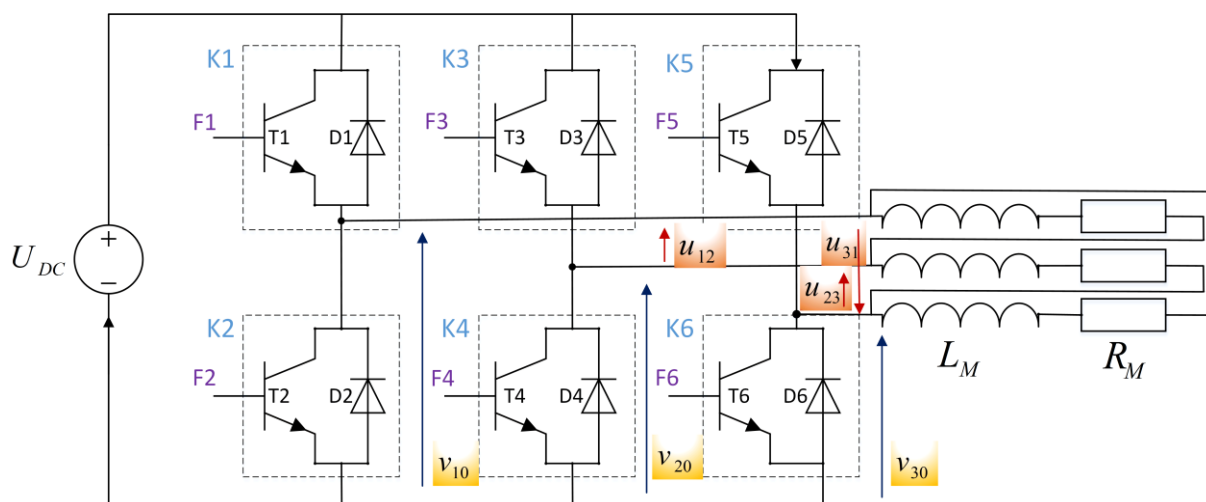 K1
K3
K5
F1
T1
D1
F3
T3
D3
F5
T5
D5
U_DC
+
−
u_12
u_31
u_23
K2
K4
K6
L_M
R_M
F2
T2
D2
F4
T4
D4
F6
T6
D6
v_10
v_20
v_30